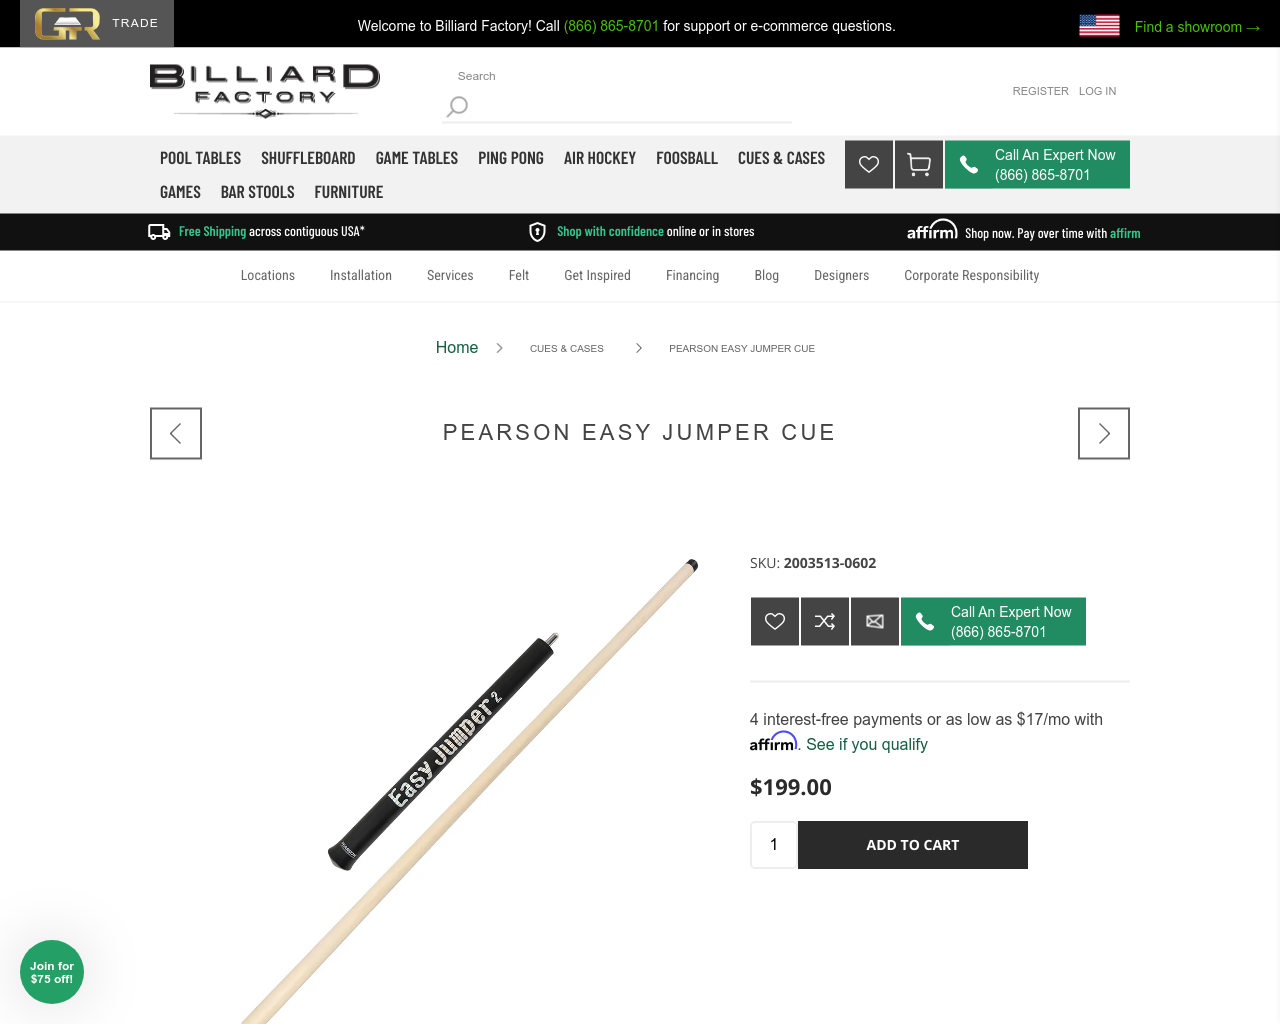 GR TRADE
Welcome to Billiard Factory! Call (866) 865-8701 for support or e-commerce questions.
Find a showroom →
BILLIARD
FACTORY
Search
REGISTER LOG IN
POOL TABLES SHUFFLEBOARD GAME TABLES PING PONG AIR HOCKEY FOOSBALL CUES & CASES
GAMES BAR STOOLS FURNITURE
Call An Expert Now
(866) 865-8701
Free Shipping across contiguous USA*
Shop with confidence online or in stores
affirm Shop now. Pay over time with affirm
Locations Installation Services Felt Get Inspired Financing Blog Designers Corporate Responsibility
Home > CUES & CASES > PEARSON EASY JUMPER CUE
PEARSON EASY JUMPER CUE
Easy Jumper 2
PEARSON
SKU: 2003513-0602
Call An Expert Now
(866) 865-8701
4 interest-free payments or as low as $17/mo with
affirm. See if you qualify
$199.00
1
ADD TO CART
Join for
$75 off!